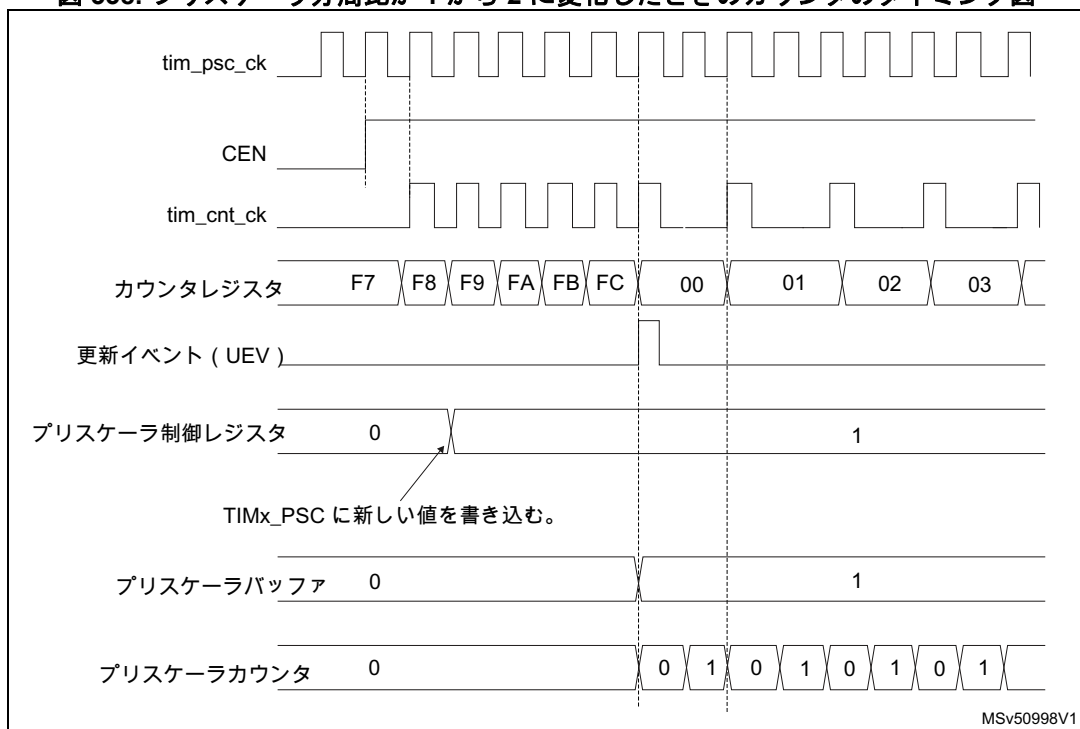 tim_psc_ck
CEN
tim_cnt_ck
カウンタレジスタ F7 F8 F9 FA FB FC 00 01 02 03
更新イベント ( UEV )
プリスケーラ制御レジスタ 0 1
TIMx_PSC に新しい値を書き込む。
プリスケーラバッファ 0 1
プリスケーラカウンタ 0 0 1 0 1 0 1 0 1
MSv50998V1